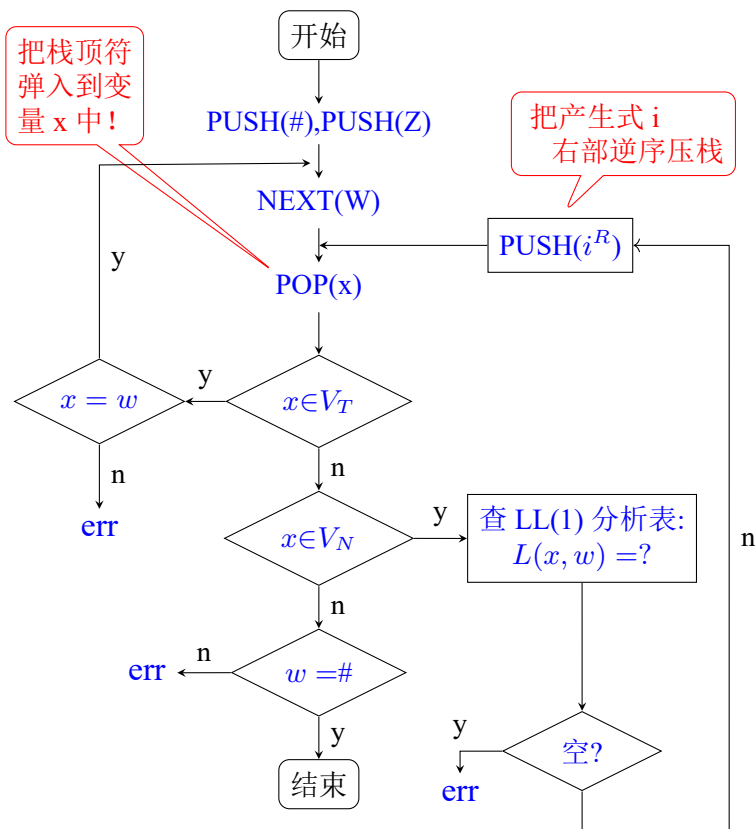 开始
把栈顶符
弹入到变
量 x 中!
PUSH(#),PUSH(Z)
把产生式 i
右部逆序压栈
NEXT(W)
PUSH(i^R)
y
POP(x)
x = w
y
x∈V_T
n
n
err
x∈V_N
y
查 LL(1) 分析表:
L(x, w) =?
n
n
err
n
w =#
y
结束
y
空?
err